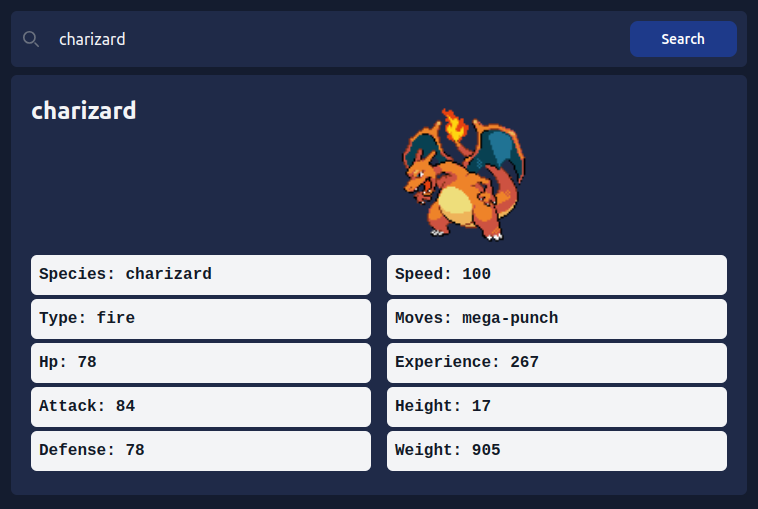 charizard
Search
charizard
Species: charizard
Speed: 100
Type: fire
Moves: mega-punch
Hp: 78
Experience: 267
Attack: 84
Height: 17
Defense: 78
Weight: 905